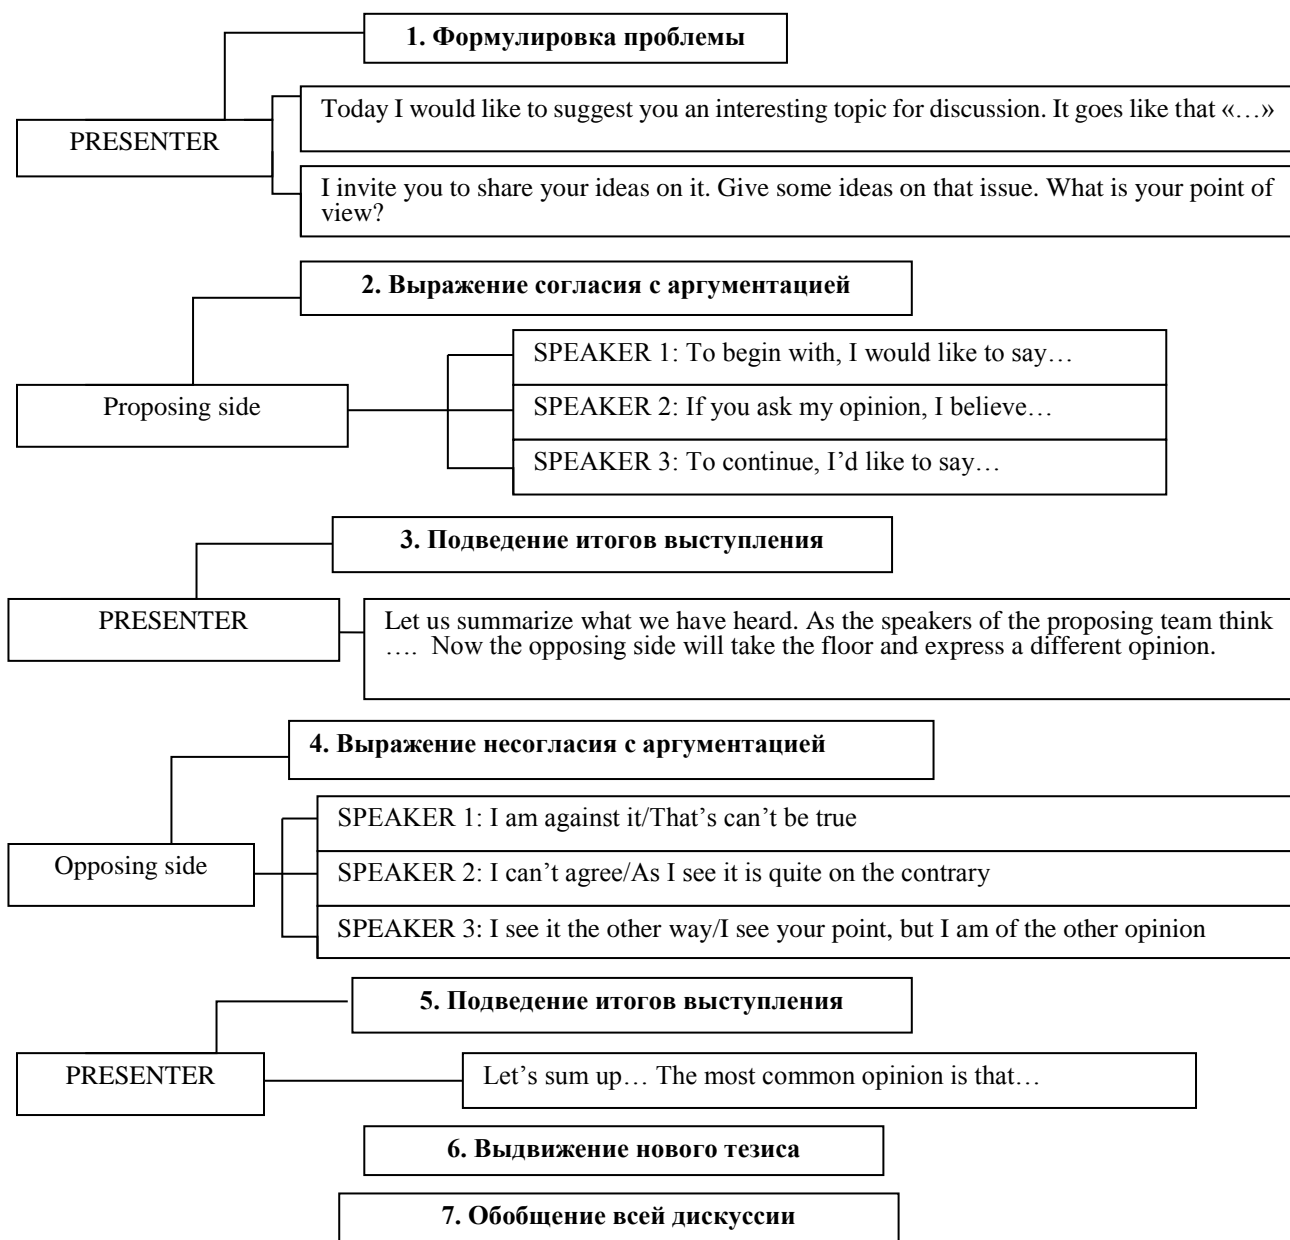 1. Формулировка проблемы
Today I would like to suggest you an interesting topic for discussion. It goes like that «…»
PRESENTER
I invite you to share your ideas on it. Give some ideas on that issue. What is your point of
view?
2. Выражение согласия с аргументацией
SPEAKER 1: To begin with, I would like to say…
Proposing side
SPEAKER 2: If you ask my opinion, I believe…
SPEAKER 3: To continue, I’d like to say…
3. Подведение итогов выступления
PRESENTER
Let us summarize what we have heard. As the speakers of the proposing team think
…. Now the opposing side will take the floor and express a different opinion.
4. Выражение несогласия с аргументацией
SPEAKER 1: I am against it/That’s can’t be true
Opposing side
SPEAKER 2: I can’t agree/As I see it is quite on the contrary
SPEAKER 3: I see it the other way/I see your point, but I am of the other opinion
5. Подведение итогов выступления
PRESENTER
Let’s sum up… The most common opinion is that…
6. Выдвижение нового тезиса
7. Обобщение всей дискуссии